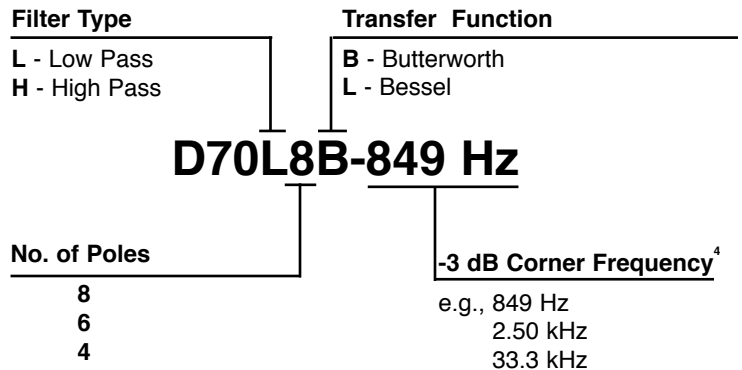 Filter Type
L - Low Pass
H - High Pass
Transfer Function
B - Butterworth
L - Bessel
D70L8B-849 Hz
No. of Poles
8
6
4
-3 dB Corner Frequency⁴
e.g., 849 Hz
2.50 kHz
33.3 kHz